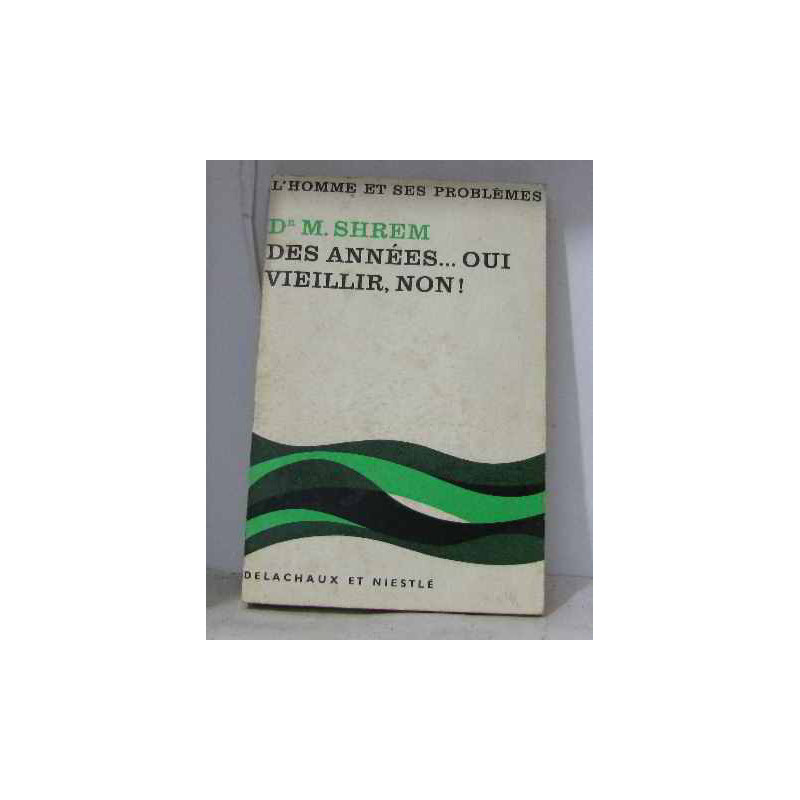 L'HOMME ET SES PROBLÈMES
Dr M. SHREM
DES ANNÉES... OUI
VIEILLIR, NON!
DELACHAUX ET NIESTLÉ